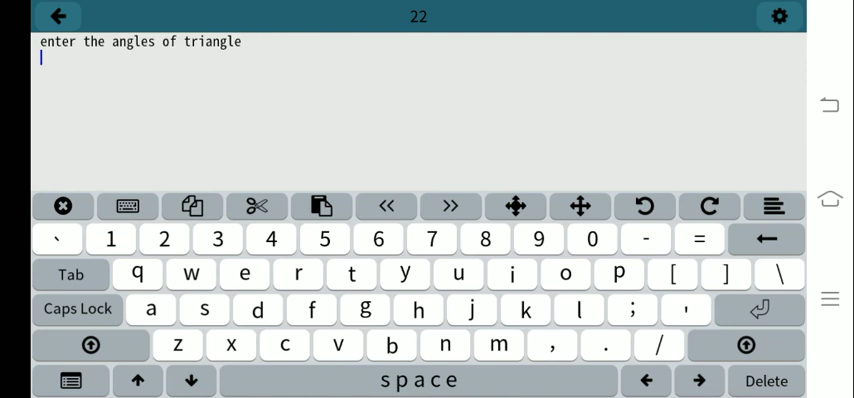 22
enter the angles of triangle
` 1 2 3 4 5 6 7 8 9 0 - =
Tab q w e r t y u i o p [ ] \
Caps Lock a s d f g h j k l ; '
z x c v b n m , . /
space Delete